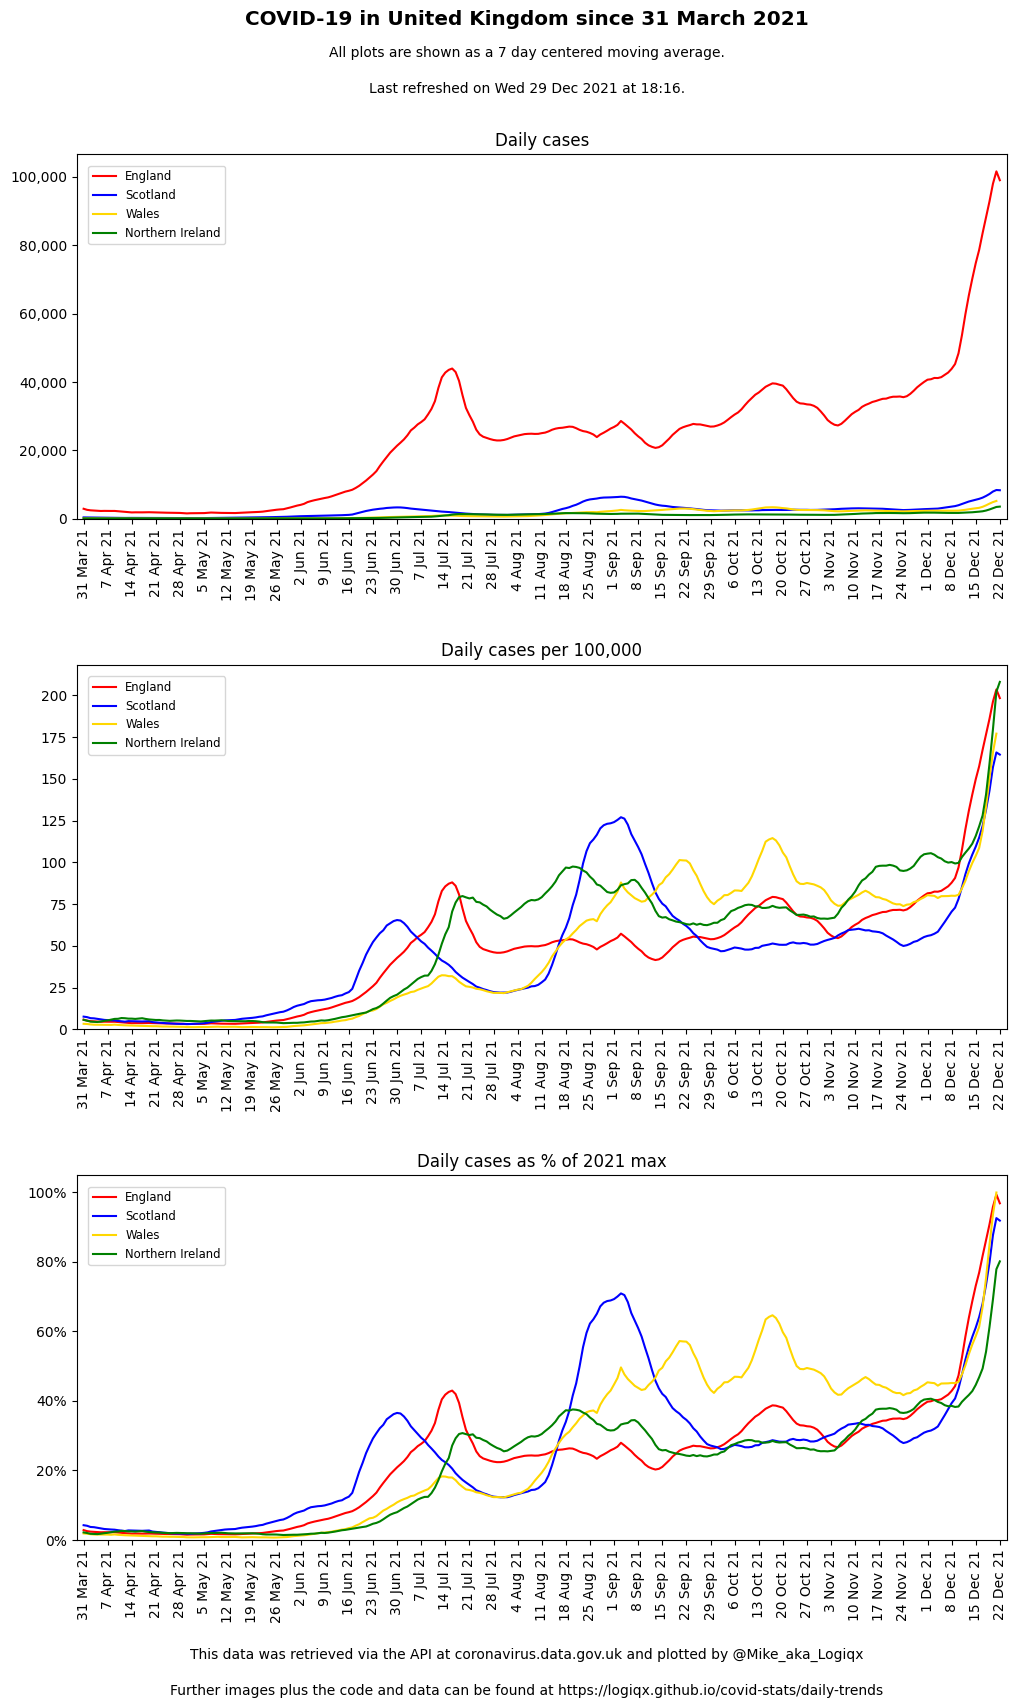 COVID-19 in United Kingdom since 31 March 2021
All plots are shown as a 7 day centered moving average.
Last refreshed on Wed 29 Dec 2021 at 18:16.
Daily cases
England
Scotland
Wales
Northern Ireland
100,000
80,000
60,000
40,000
20,000
0
31 Mar 21
7 Apr 21
14 Apr 21
21 Apr 21
28 Apr 21
5 May 21
12 May 21
19 May 21
26 May 21
2 Jun 21
9 Jun 21
16 Jun 21
23 Jun 21
30 Jun 21
7 Jul 21
14 Jul 21
21 Jul 21
28 Jul 21
4 Aug 21
11 Aug 21
18 Aug 21
25 Aug 21
1 Sep 21
8 Sep 21
15 Sep 21
22 Sep 21
29 Sep 21
6 Oct 21
13 Oct 21
20 Oct 21
27 Oct 21
3 Nov 21
10 Nov 21
17 Nov 21
24 Nov 21
1 Dec 21
8 Dec 21
15 Dec 21
22 Dec 21
Daily cases per 100,000
England
Scotland
Wales
Northern Ireland
200
175
150
125
100
75
50
25
0
31 Mar 21
7 Apr 21
14 Apr 21
21 Apr 21
28 Apr 21
5 May 21
12 May 21
19 May 21
26 May 21
2 Jun 21
9 Jun 21
16 Jun 21
23 Jun 21
30 Jun 21
7 Jul 21
14 Jul 21
21 Jul 21
28 Jul 21
4 Aug 21
11 Aug 21
18 Aug 21
25 Aug 21
1 Sep 21
8 Sep 21
15 Sep 21
22 Sep 21
29 Sep 21
6 Oct 21
13 Oct 21
20 Oct 21
27 Oct 21
3 Nov 21
10 Nov 21
17 Nov 21
24 Nov 21
1 Dec 21
8 Dec 21
15 Dec 21
22 Dec 21
Daily cases as % of 2021 max
England
Scotland
Wales
Northern Ireland
100%
80%
60%
40%
20%
0%
31 Mar 21
7 Apr 21
14 Apr 21
21 Apr 21
28 Apr 21
5 May 21
12 May 21
19 May 21
26 May 21
2 Jun 21
9 Jun 21
16 Jun 21
23 Jun 21
30 Jun 21
7 Jul 21
14 Jul 21
21 Jul 21
28 Jul 21
4 Aug 21
11 Aug 21
18 Aug 21
25 Aug 21
1 Sep 21
8 Sep 21
15 Sep 21
22 Sep 21
29 Sep 21
6 Oct 21
13 Oct 21
20 Oct 21
27 Oct 21
3 Nov 21
10 Nov 21
17 Nov 21
24 Nov 21
1 Dec 21
8 Dec 21
15 Dec 21
22 Dec 21
This data was retrieved via the API at coronavirus.data.gov.uk and plotted by @Mike_aka_Logiqx
Further images plus the code and data can be found at https://logiqx.github.io/covid-stats/daily-trends